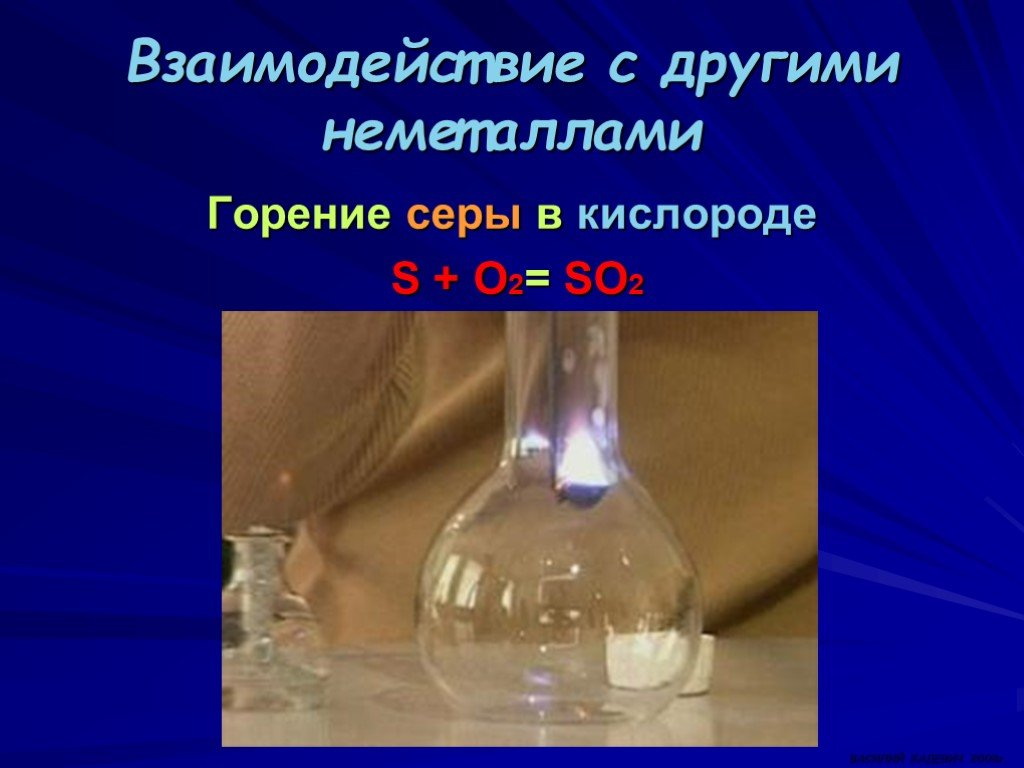 Взаимодействие с другими
неметаллами
Горение серы в кислороде
S + O₂= SO₂